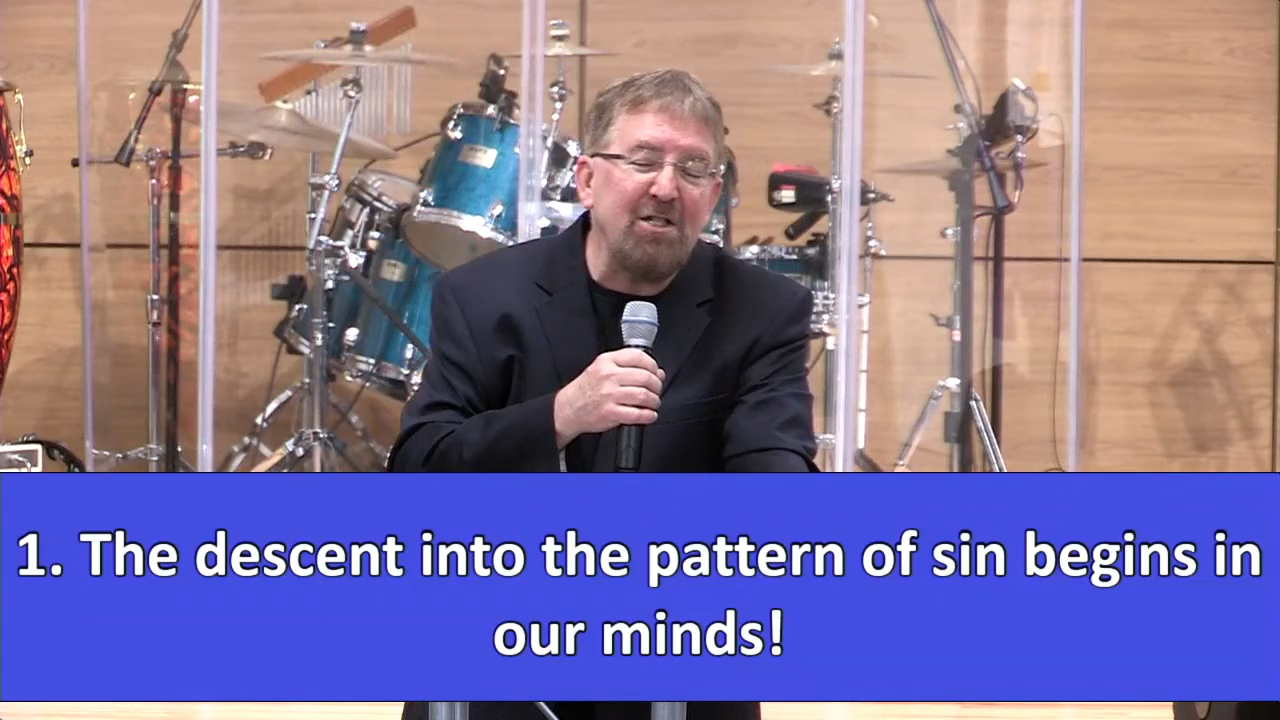 1. The descent into the pattern of sin begins in
our minds!